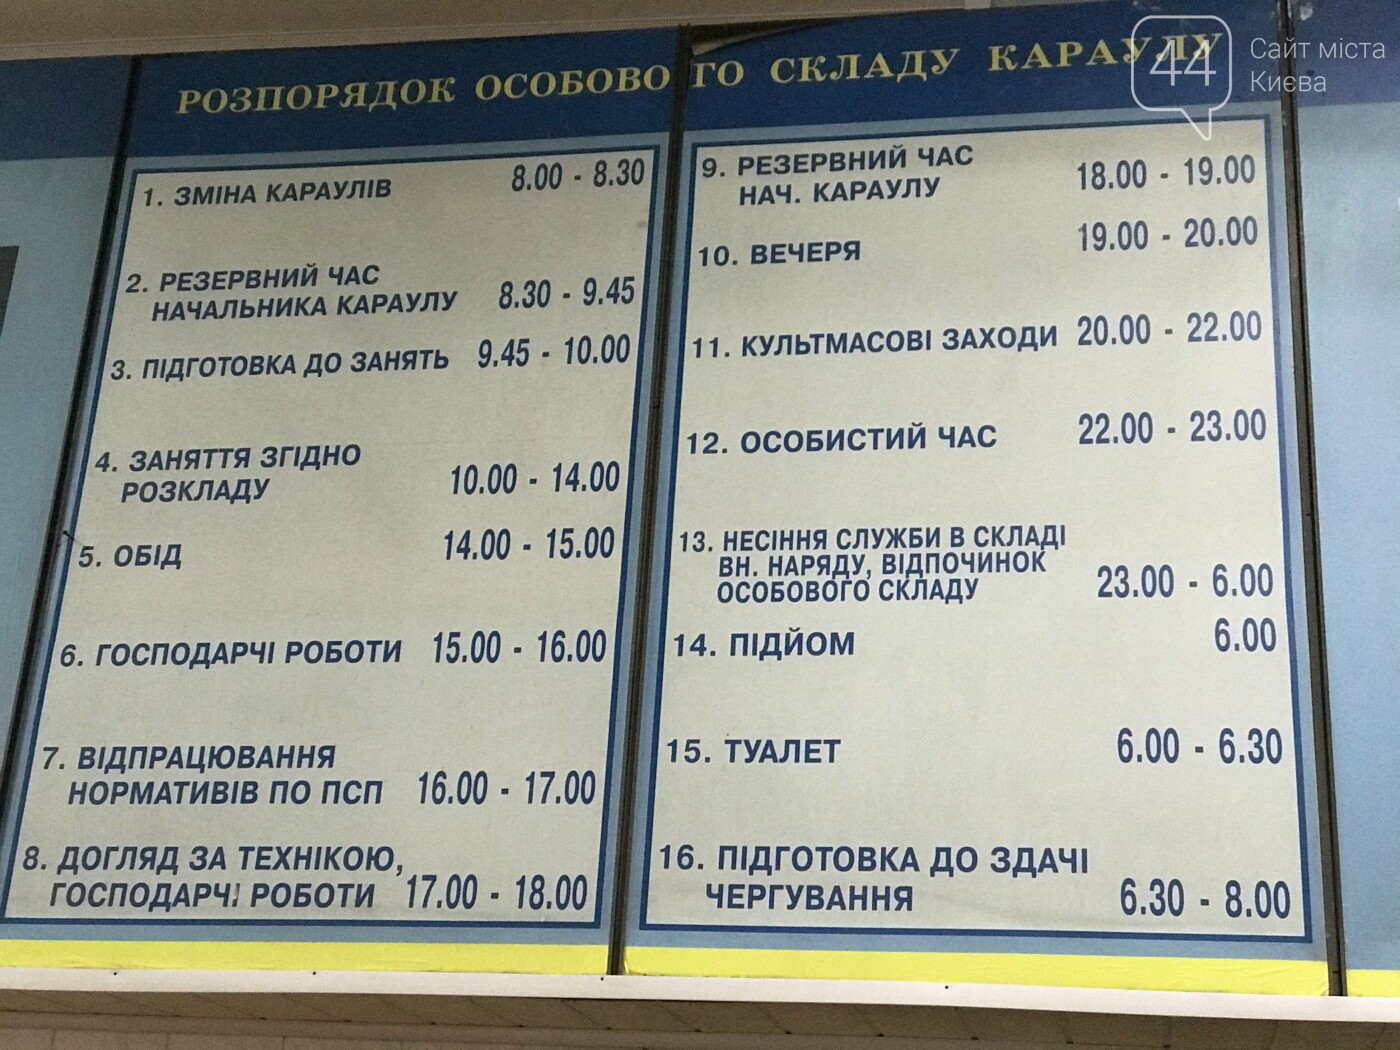 РОЗПОРЯДОК ОСОБОВОГО СКЛАДУ КАРАУЛУ
44 Сайт міста
Києва
1. ЗМІНА КАРАУЛІВ 8.00 - 8.30
2. РЕЗЕРВНИЙ ЧАС
НАЧАЛЬНИКА КАРАУЛУ 8.30 - 9.45
3. ПІДГОТОВКА ДО ЗАНЯТЬ 9.45 - 10.00
4. ЗАНЯТТЯ ЗГІДНО
РОЗКЛАДУ 10.00 - 14.00
5. ОБІД 14.00 - 15.00
6. ГОСПОДАРЧІ РОБОТИ 15.00 - 16.00
7. ВІДПРАЦЮВАННЯ
НОРМАТИВІВ ПО ПСП 16.00 - 17.00
8. ДОГЛЯД ЗА ТЕХНІКОЮ,
ГОСПОДАРЧІ РОБОТИ 17.00 - 18.00
9. РЕЗЕРВНИЙ ЧАС
НАЧ. КАРАУЛУ 18.00 - 19.00
10. ВЕЧЕРЯ 19.00 - 20.00
11. КУЛЬТМАСОВІ ЗАХОДИ 20.00 - 22.00
12. ОСОБИСТИЙ ЧАС 22.00 - 23.00
13. НЕСІННЯ СЛУЖБИ В СКЛАДІ
ВН. НАРЯДУ, ВІДПОЧИНОК
ОСОБОВОГО СКЛАДУ 23.00 - 6.00
14. ПІДЙОМ 6.00
15. ТУАЛЕТ 6.00 - 6.30
16. ПІДГОТОВКА ДО ЗДАЧІ
ЧЕРГУВАННЯ 6.30 - 8.00